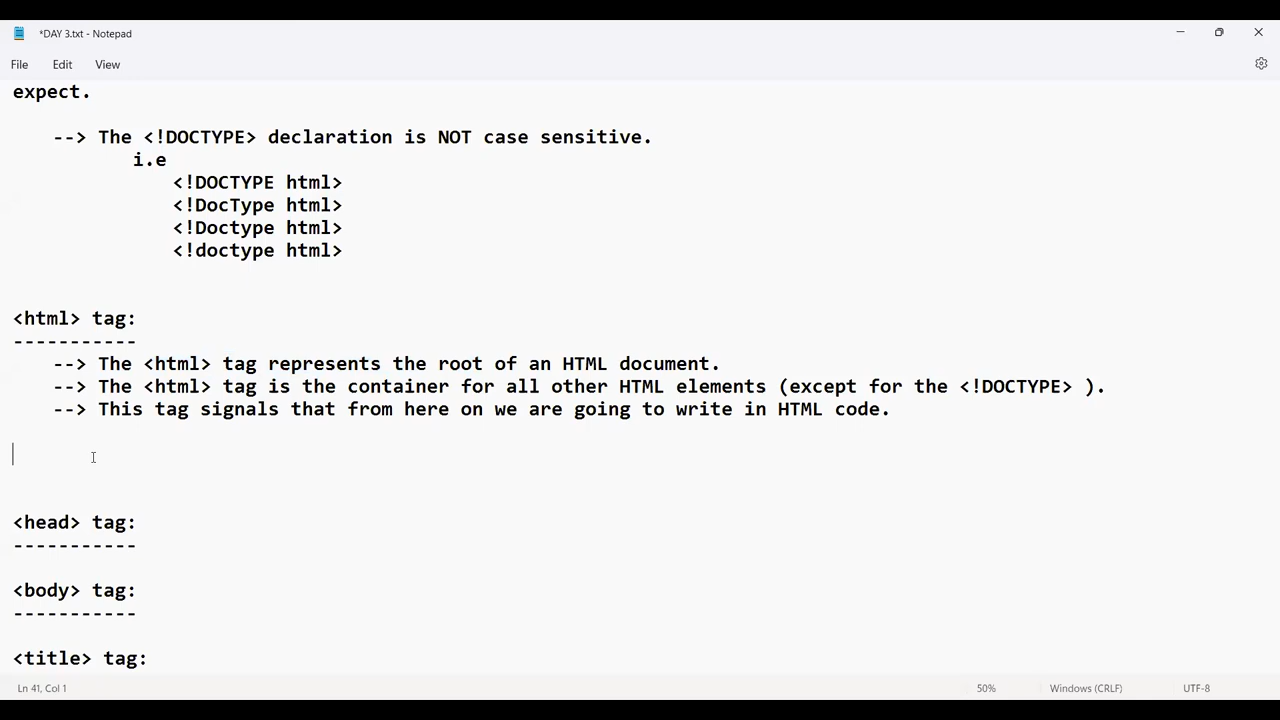 *DAY 3.txt - Notepad
File Edit View
expect.
--> The <!DOCTYPE> declaration is NOT case sensitive.
i.e
<!DOCTYPE html>
<!DocType html>
<!Doctype html>
<!doctype html>
<html> tag:
-----------
--> The <html> tag represents the root of an HTML document.
--> The <html> tag is the container for all other HTML elements (except for the <!DOCTYPE> ).
--> This tag signals that from here on we are going to write in HTML code.
<head> tag:
-----------
<body> tag:
-----------
<title> tag:
Ln 41, Col 1 50% Windows (CRLF) UTF-8